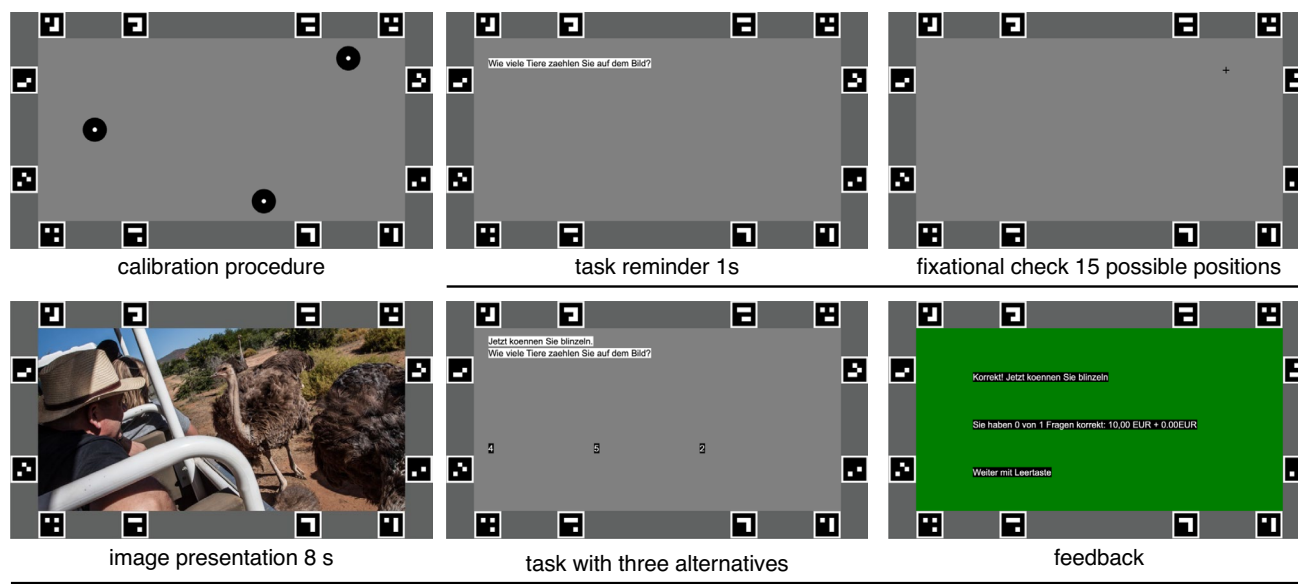 Wie viele Tiere zaehlen Sie auf dem Bild?
calibration procedure
task reminder 1s
fixational check 15 possible positions
Jetzt koennen Sie blinzeln.
Wie viele Tiere zaehlen Sie auf dem Bild?
4 5 2
Korrekt! Jetzt koennen Sie blinzeln
Sie haben 0 von 1 Fragen korrekt: 10,00 EUR + 0.00EUR
Weiter mit Leertaste
image presentation 8 s
task with three alternatives
feedback